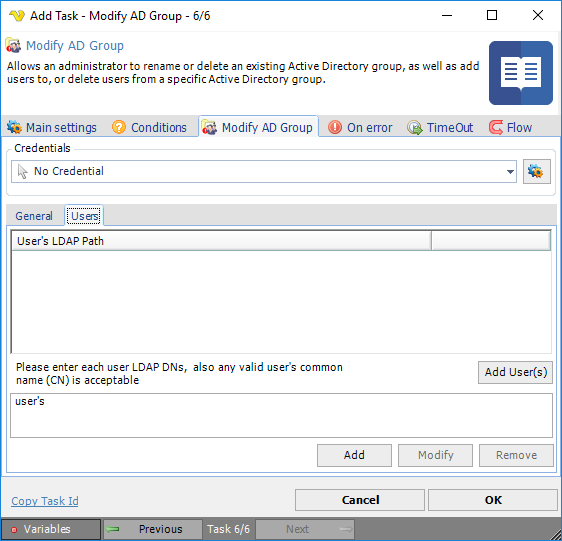 Add Task - Modify AD Group - 6/6
Modify AD Group
Allows an administrator to rename or delete an existing Active Directory group, as well as add
users to, or delete users from a specific Active Directory group.
Main settings Conditions Modify AD Group On error TimeOut Flow
Credentials
No Credential
General Users
User's LDAP Path
Please enter each user LDAP DNs, also any valid user's common
name (CN) is acceptable
Add User(s)
user's
Add Modify Remove
Copy Task Id Cancel OK
Variables Previous Task 6/6 Next